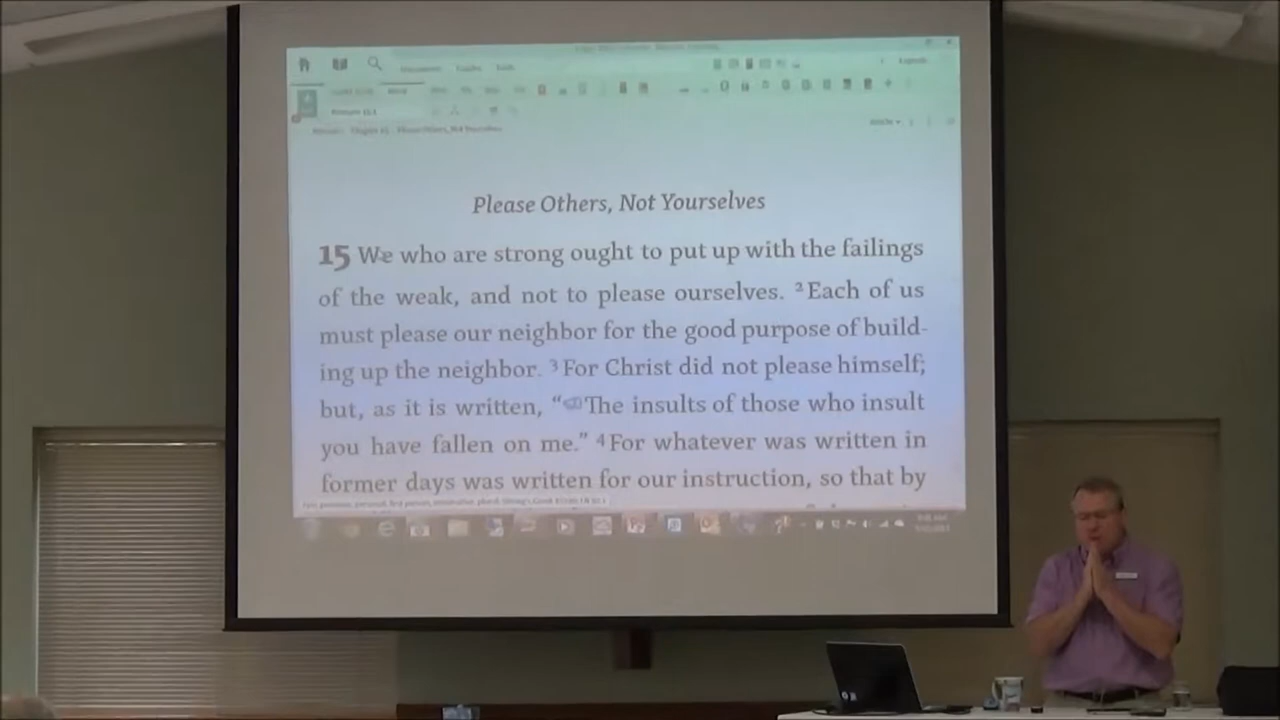 Please Others, Not Yourselves
15 We who are strong ought to put up with the failings
of the weak, and not to please ourselves. 2 Each of us
must please our neighbor for the good purpose of build-
ing up the neighbor. 3 For Christ did not please himself;
but, as it is written, “The insults of those who insult
you have fallen on me.” 4 For whatever was written in
former days was written for our instruction, so that by